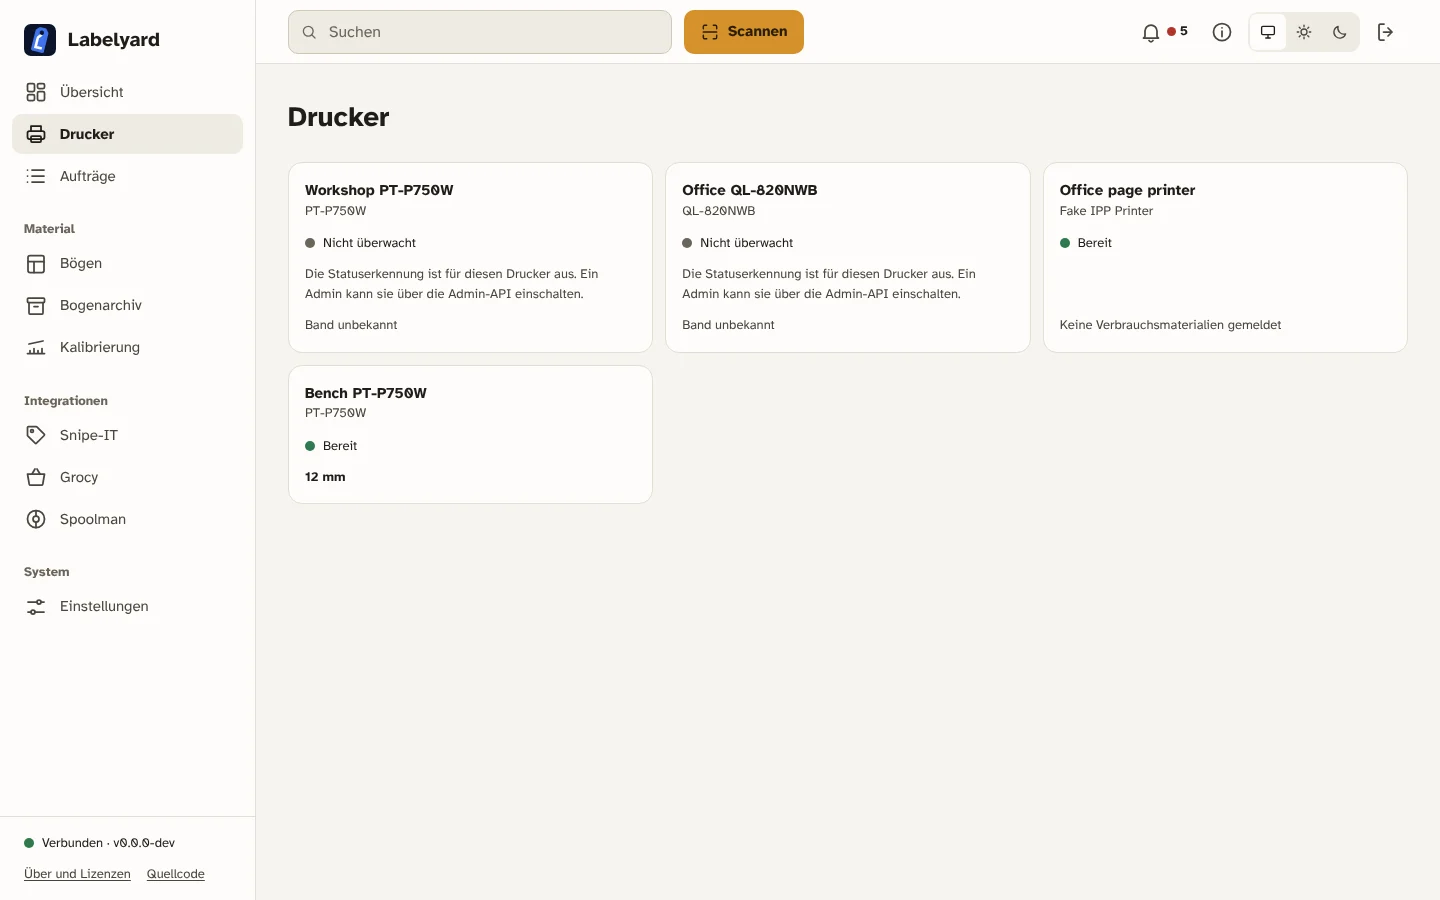 Labelyard
Suchen
Scannen
5
Übersicht
Drucker
Aufträge
Material
Bögen
Bogenarchiv
Kalibrierung
Integrationen
Snipe-IT
Grocy
Spoolman
System
Einstellungen
Verbunden · v0.0.0-dev
Über und Lizenzen Quellcode
Drucker
Workshop PT-P750W
PT-P750W
Nicht überwacht
Die Statuserkennung ist für diesen Drucker aus. Ein
Admin kann sie über die Admin-API einschalten.
Band unbekannt
Office QL-820NWB
QL-820NWB
Nicht überwacht
Die Statuserkennung ist für diesen Drucker aus. Ein
Admin kann sie über die Admin-API einschalten.
Band unbekannt
Office page printer
Fake IPP Printer
Bereit
Keine Verbrauchsmaterialien gemeldet
Bench PT-P750W
PT-P750W
Bereit
12 mm